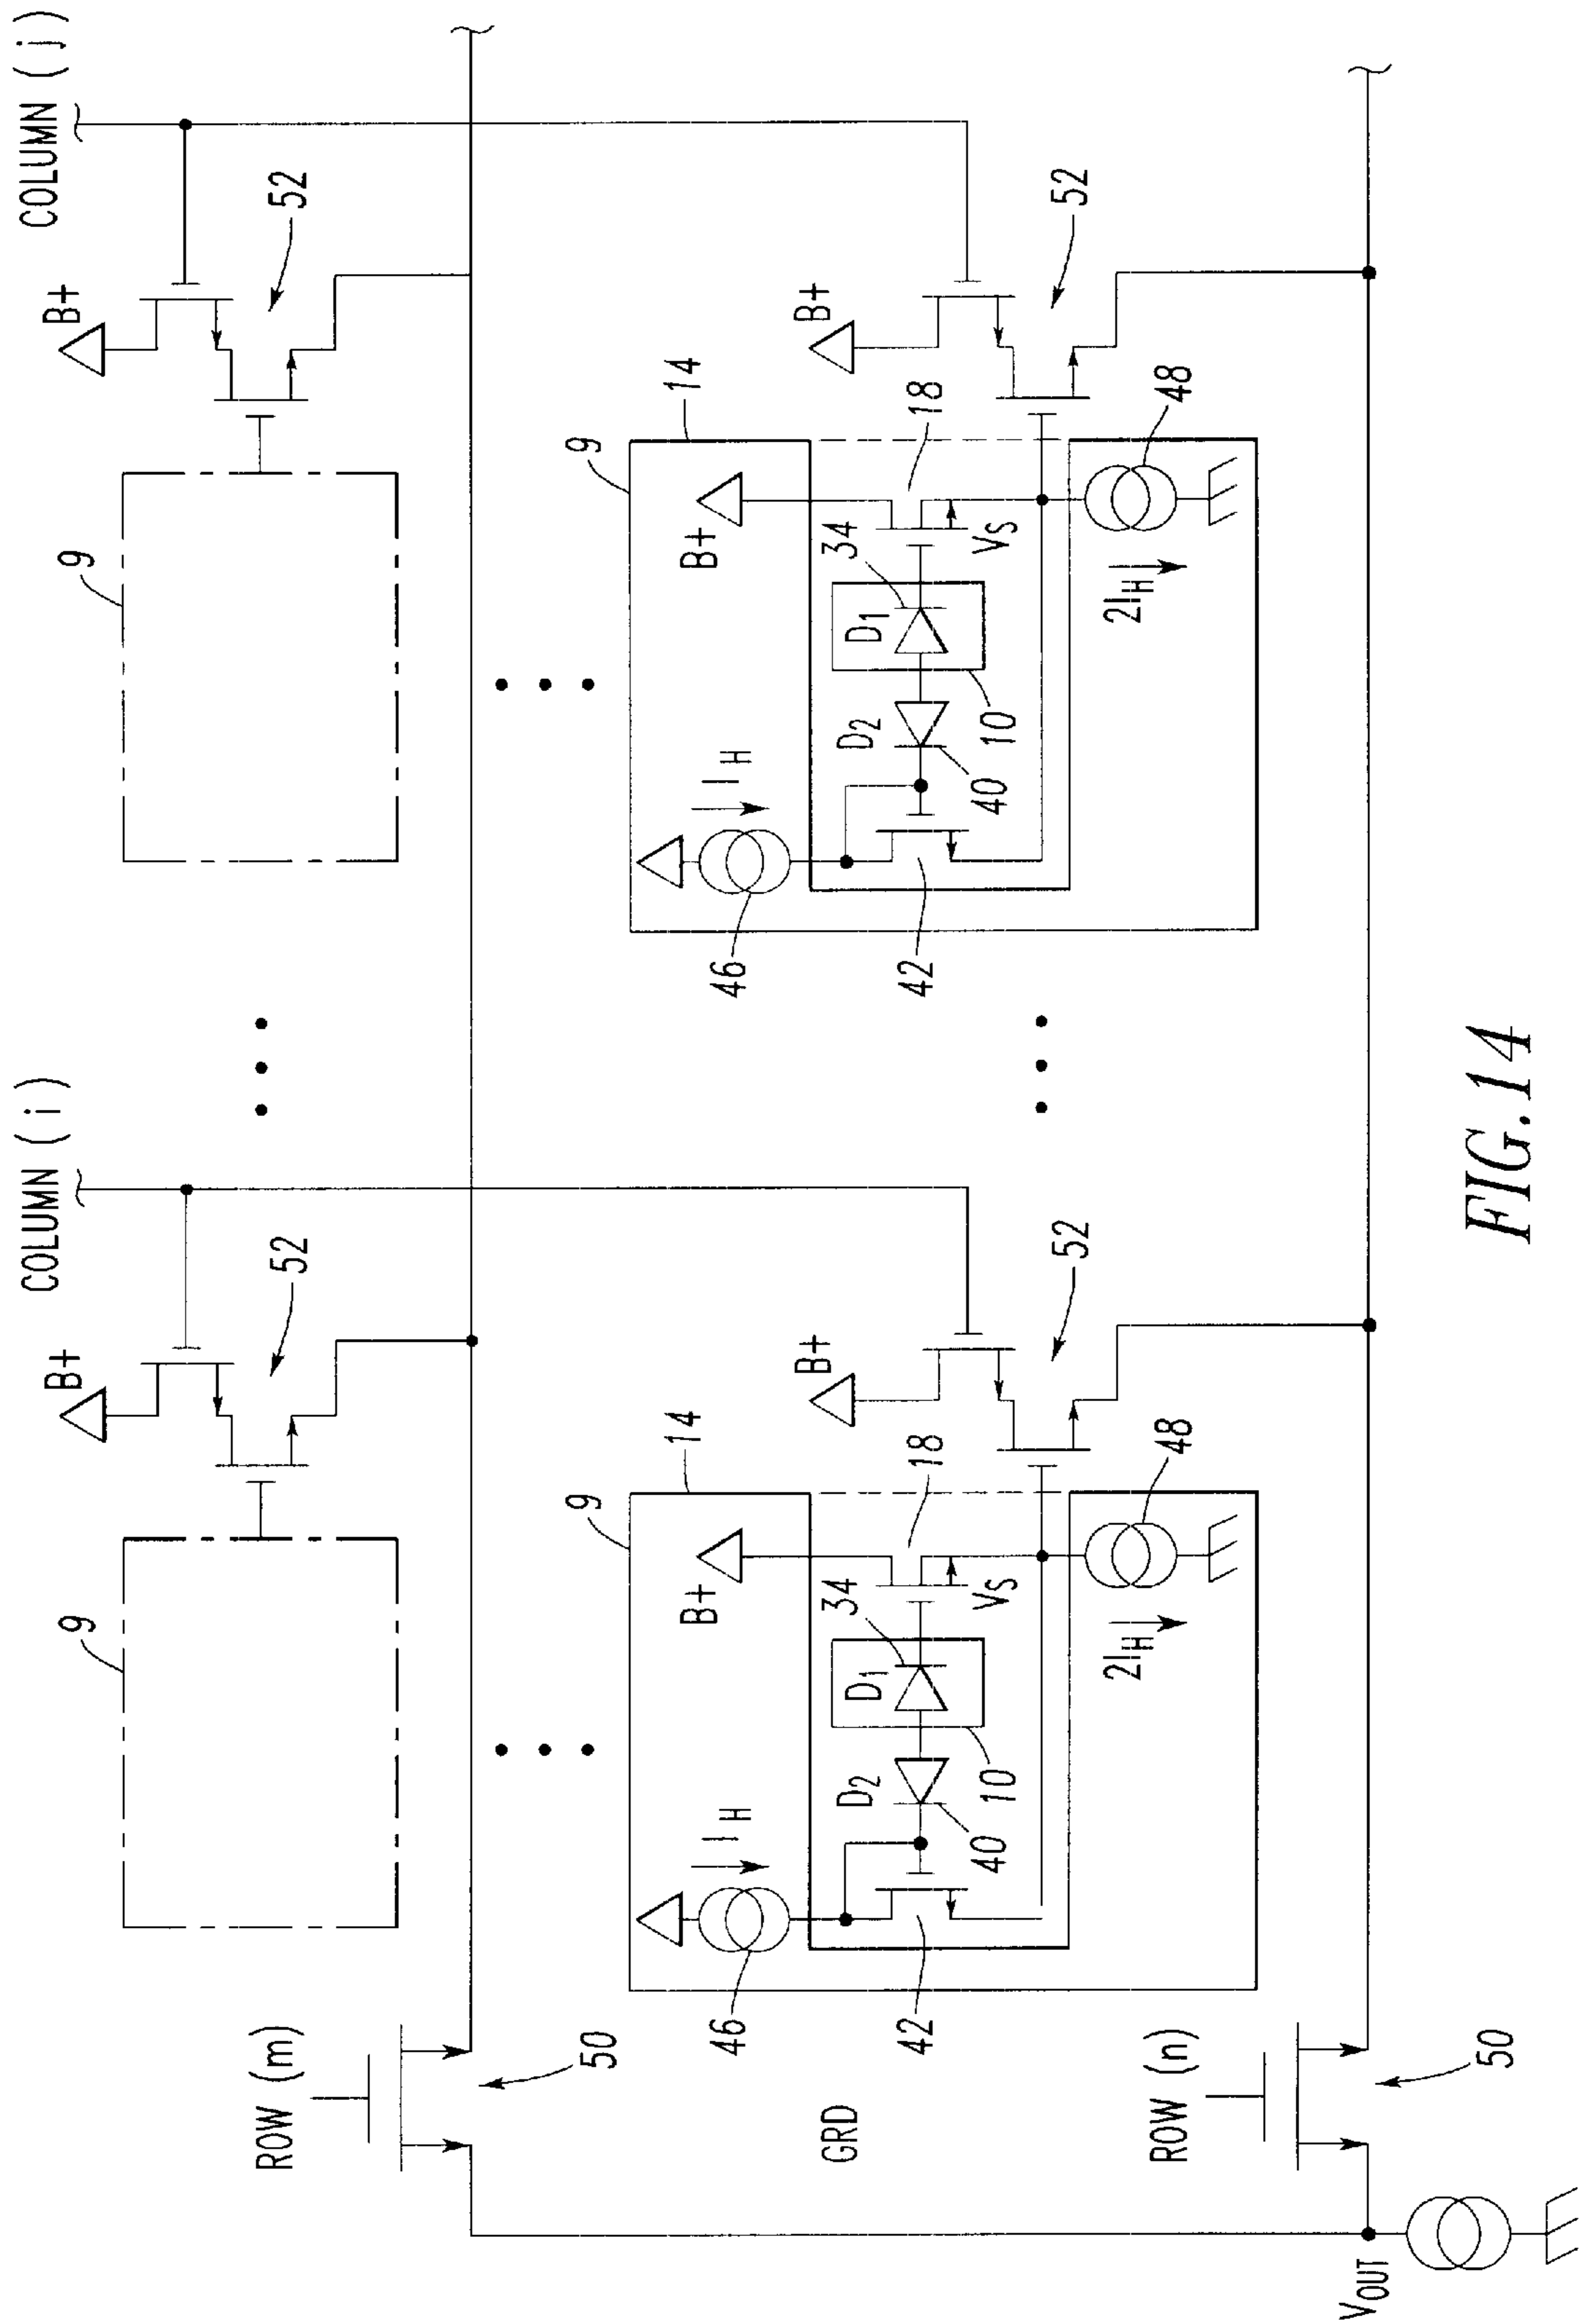 COLUMN (i)
COLUMN (j)
B+
52
B+
52
9
9
ROW (m)
50
9
14
B+
46
I H
42
D2
40
D1
10
34
18
VS
2IH
48
B+
52
9
14
B+
46
I H
42
D2
40
D1
10
34
18
VS
2IH
48
B+
52
GRD
ROW (n)
50
VOUT
FIG. 14